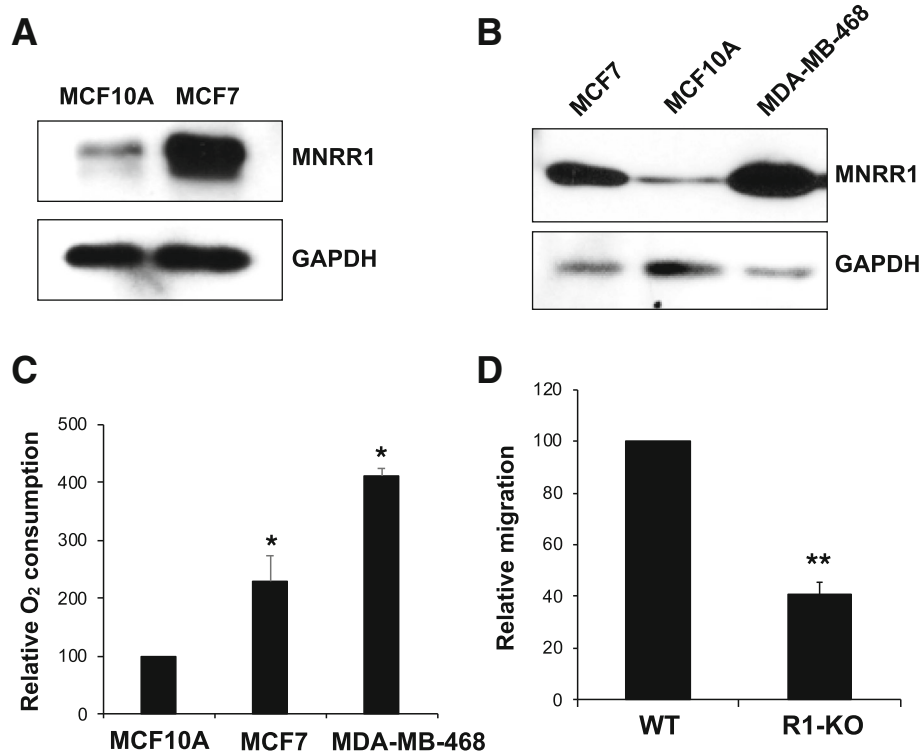 A
MCF10A MCF7
MNRR1
GAPDH
B
MCF7 MCF10A MDA-MB-468
MNRR1
GAPDH
C
Relative O₂ consumption
500
400
300
200
100
0
*
*
MCF10A MCF7 MDA-MB-468
D
Relative migration
120
100
80
60
40
20
0
**
WT R1-KO